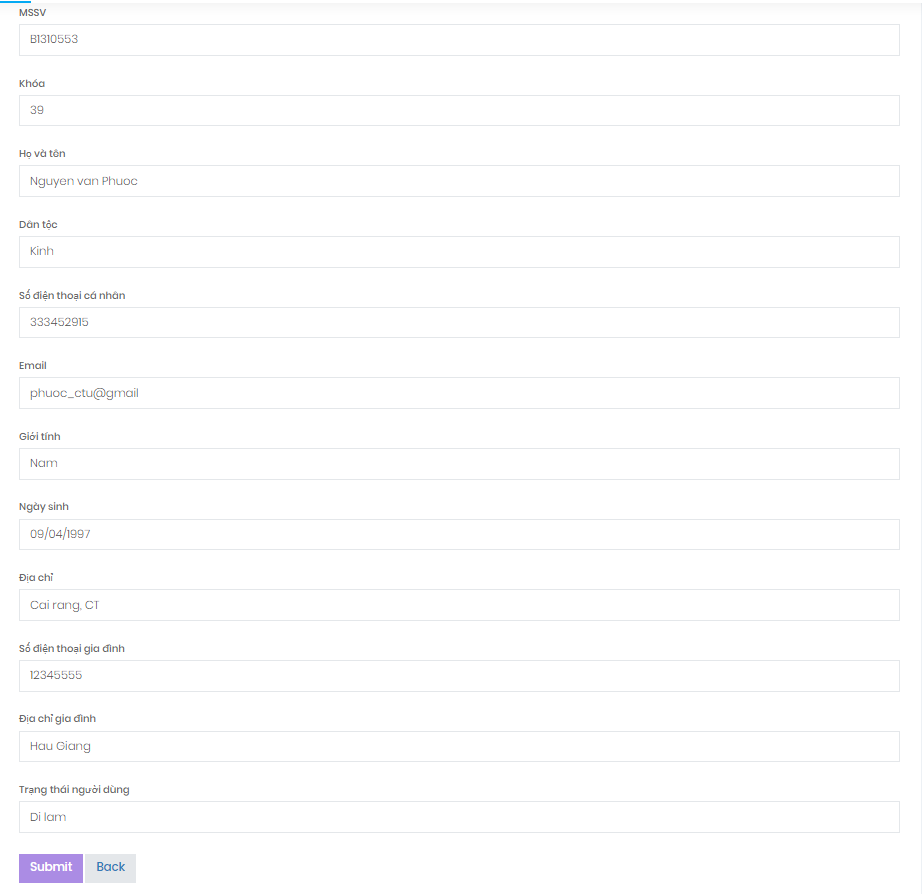 MSSV
B1310553
Khóa
39
Họ và tên
Nguyen van Phuoc
Dân tộc
Kinh
Số điện thoại cá nhân
333452915
Email
phuoc_ctu@gmail
Giới tính
Nam
Ngày sinh
09/04/1997
Địa chỉ
Cai rang, CT
Số điện thoại gia đình
12345555
Địa chỉ gia đình
Hau Giang
Trạng thái người dùng
Di lam
Submit Back